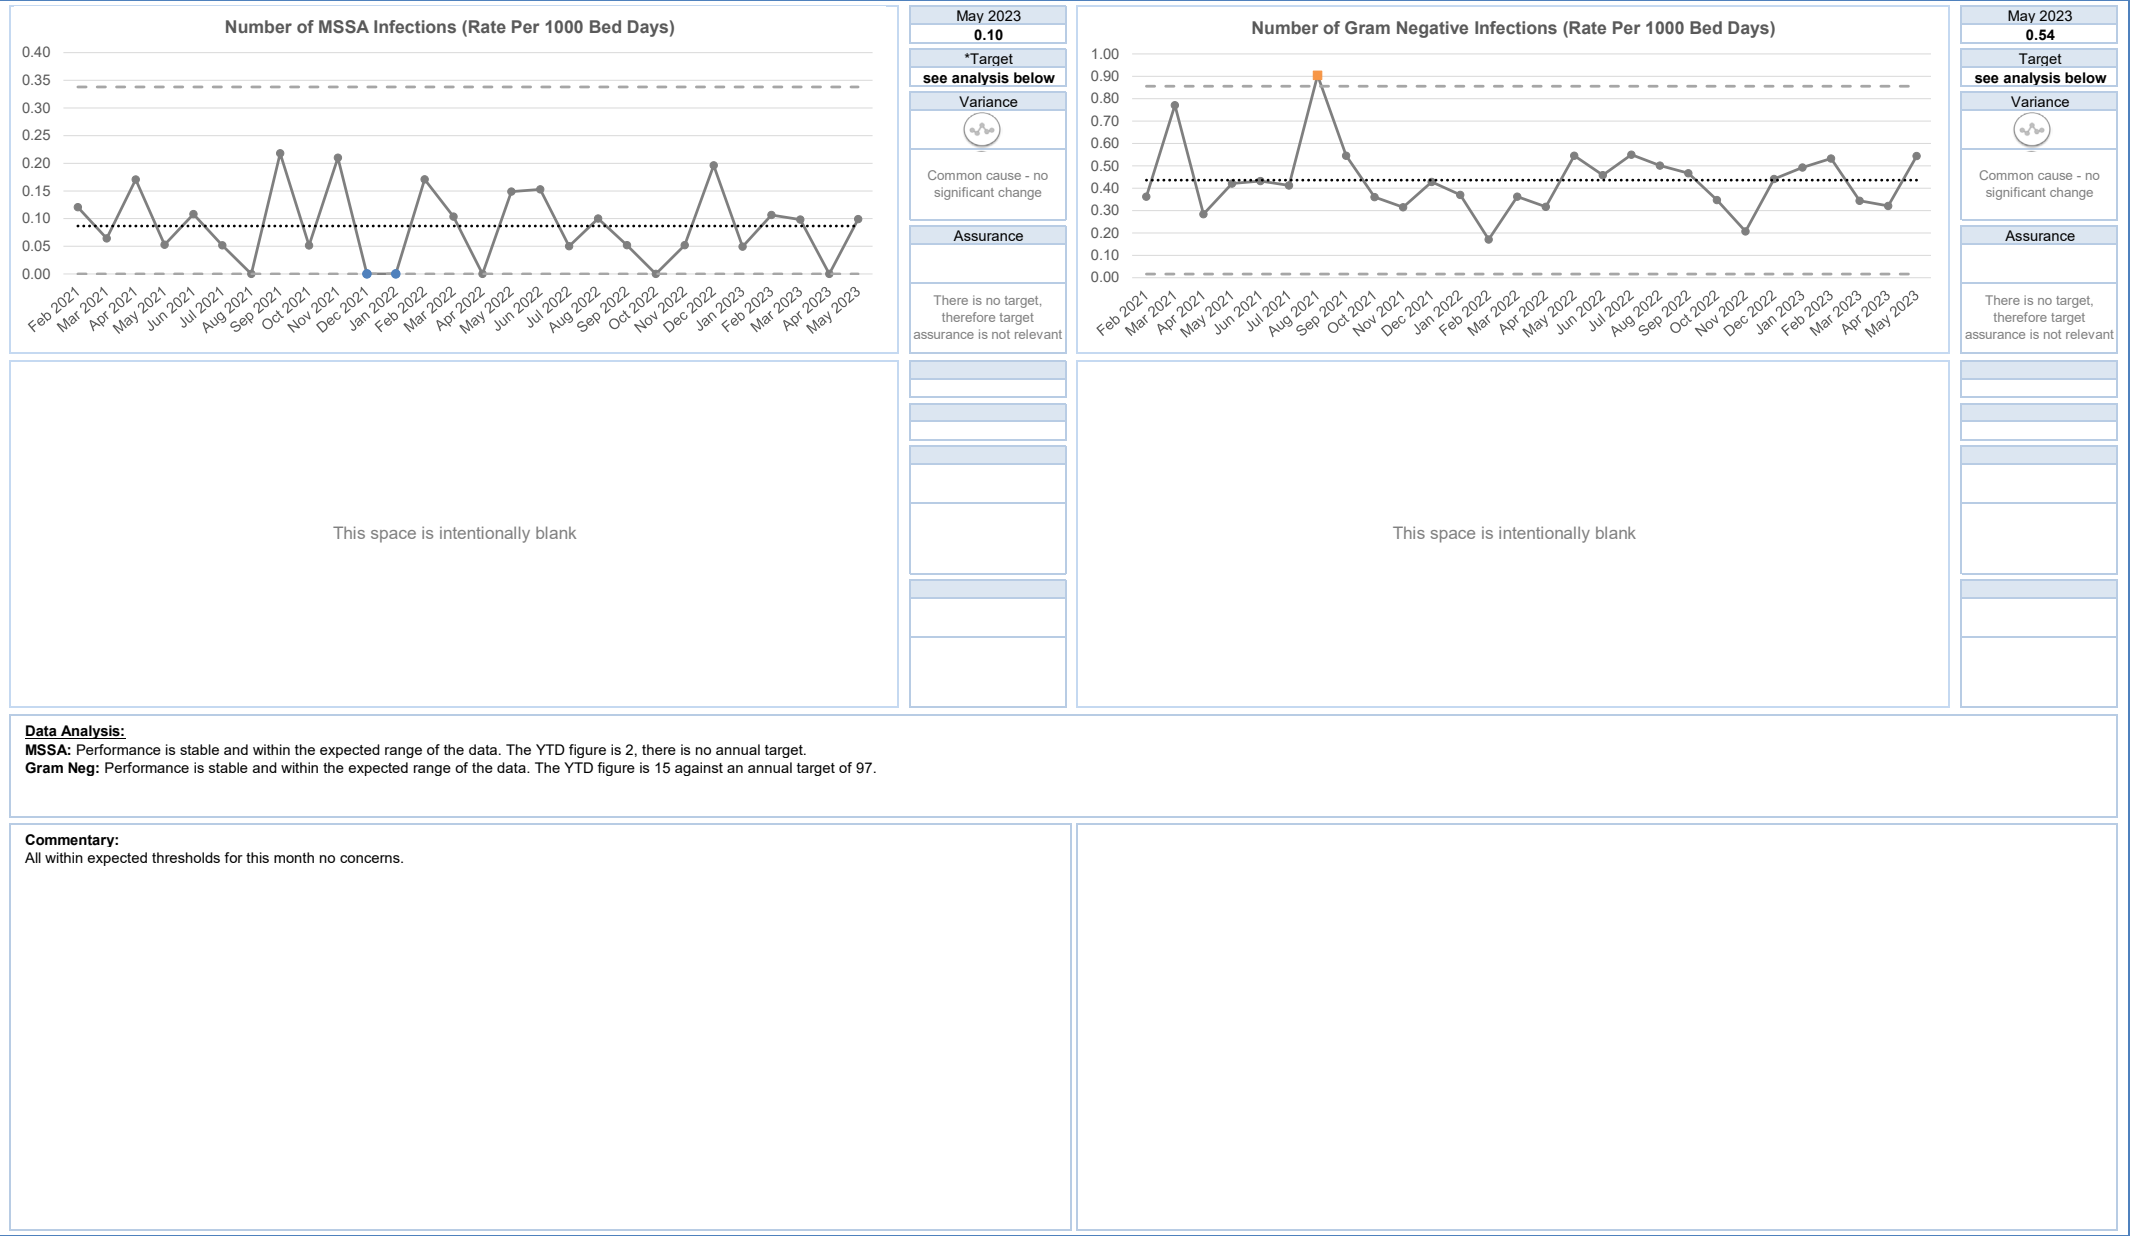 Number of MSSA Infections (Rate Per 1000 Bed Days)
0.40
0.35
0.30
0.25
0.20
0.15
0.10
0.05
0.00
Feb 2021
Mar 2021
Apr 2021
May 2021
Jun 2021
Jul 2021
Aug 2021
Sep 2021
Oct 2021
Nov 2021
Dec 2021
Jan 2022
Feb 2022
Mar 2022
Apr 2022
May 2022
Jun 2022
Jul 2022
Aug 2022
Sep 2022
Oct 2022
Nov 2022
Dec 2022
Jan 2023
Feb 2023
Mar 2023
Apr 2023
May 2023
May 2023
0.10
*Target
see analysis below
Variance
Common cause - no
significant change
Assurance
There is no target,
therefore target
assurance is not relevant
Number of Gram Negative Infections (Rate Per 1000 Bed Days)
1.00
0.90
0.80
0.70
0.60
0.50
0.40
0.30
0.20
0.10
0.00
Feb 2021
Mar 2021
Apr 2021
May 2021
Jun 2021
Jul 2021
Aug 2021
Sep 2021
Oct 2021
Nov 2021
Dec 2021
Jan 2022
Feb 2022
Mar 2022
Apr 2022
May 2022
Jun 2022
Jul 2022
Aug 2022
Sep 2022
Oct 2022
Nov 2022
Dec 2022
Jan 2023
Feb 2023
Mar 2023
Apr 2023
May 2023
May 2023
0.54
Target
see analysis below
Variance
Common cause - no
significant change
Assurance
There is no target,
therefore target
assurance is not relevant
This space is intentionally blank
This space is intentionally blank
Data Analysis:
MSSA: Performance is stable and within the expected range of the data. The YTD figure is 2, there is no annual target.
Gram Neg: Performance is stable and within the expected range of the data. The YTD figure is 15 against an annual target of 97.
Commentary:
All within expected thresholds for this month no concerns.